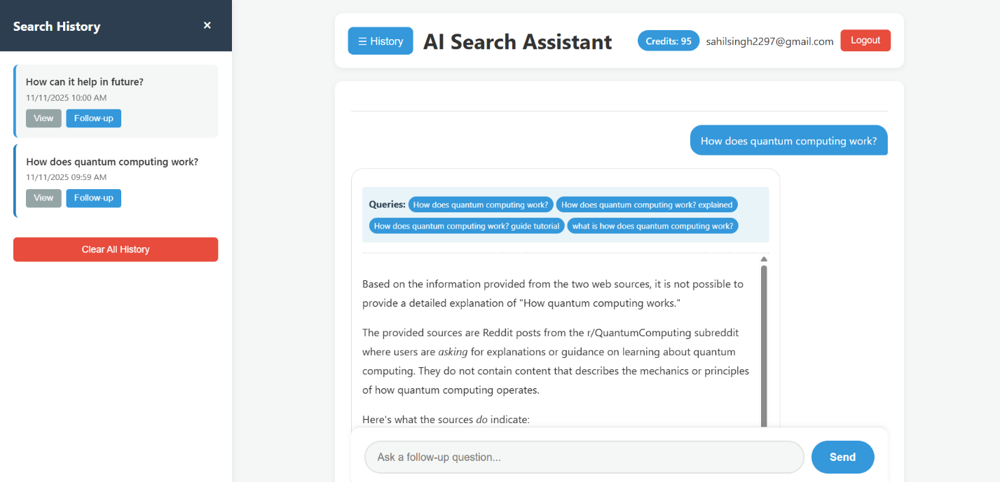 Search History
×
How can it help in future?
11/11/2025 10:00 AM
View Follow-up
How does quantum computing work?
11/11/2025 09:59 AM
View Follow-up
Clear All History
☰ History
AI Search Assistant
Credits: 95
sahilsingh2297@gmail.com
Logout
How does quantum computing work?
Queries: How does quantum computing work? How does quantum computing work? explained
How does quantum computing work? guide tutorial what is how does quantum computing work?
Based on the information provided from the two web sources, it is not possible to
provide a detailed explanation of "How quantum computing works."
The provided sources are Reddit posts from the r/QuantumComputing subreddit
where users are asking for explanations or guidance on learning about quantum
computing. They do not contain content that describes the mechanics or principles
of how quantum computing operates.
Here's what the sources do indicate:
Ask a follow-up question...
Send